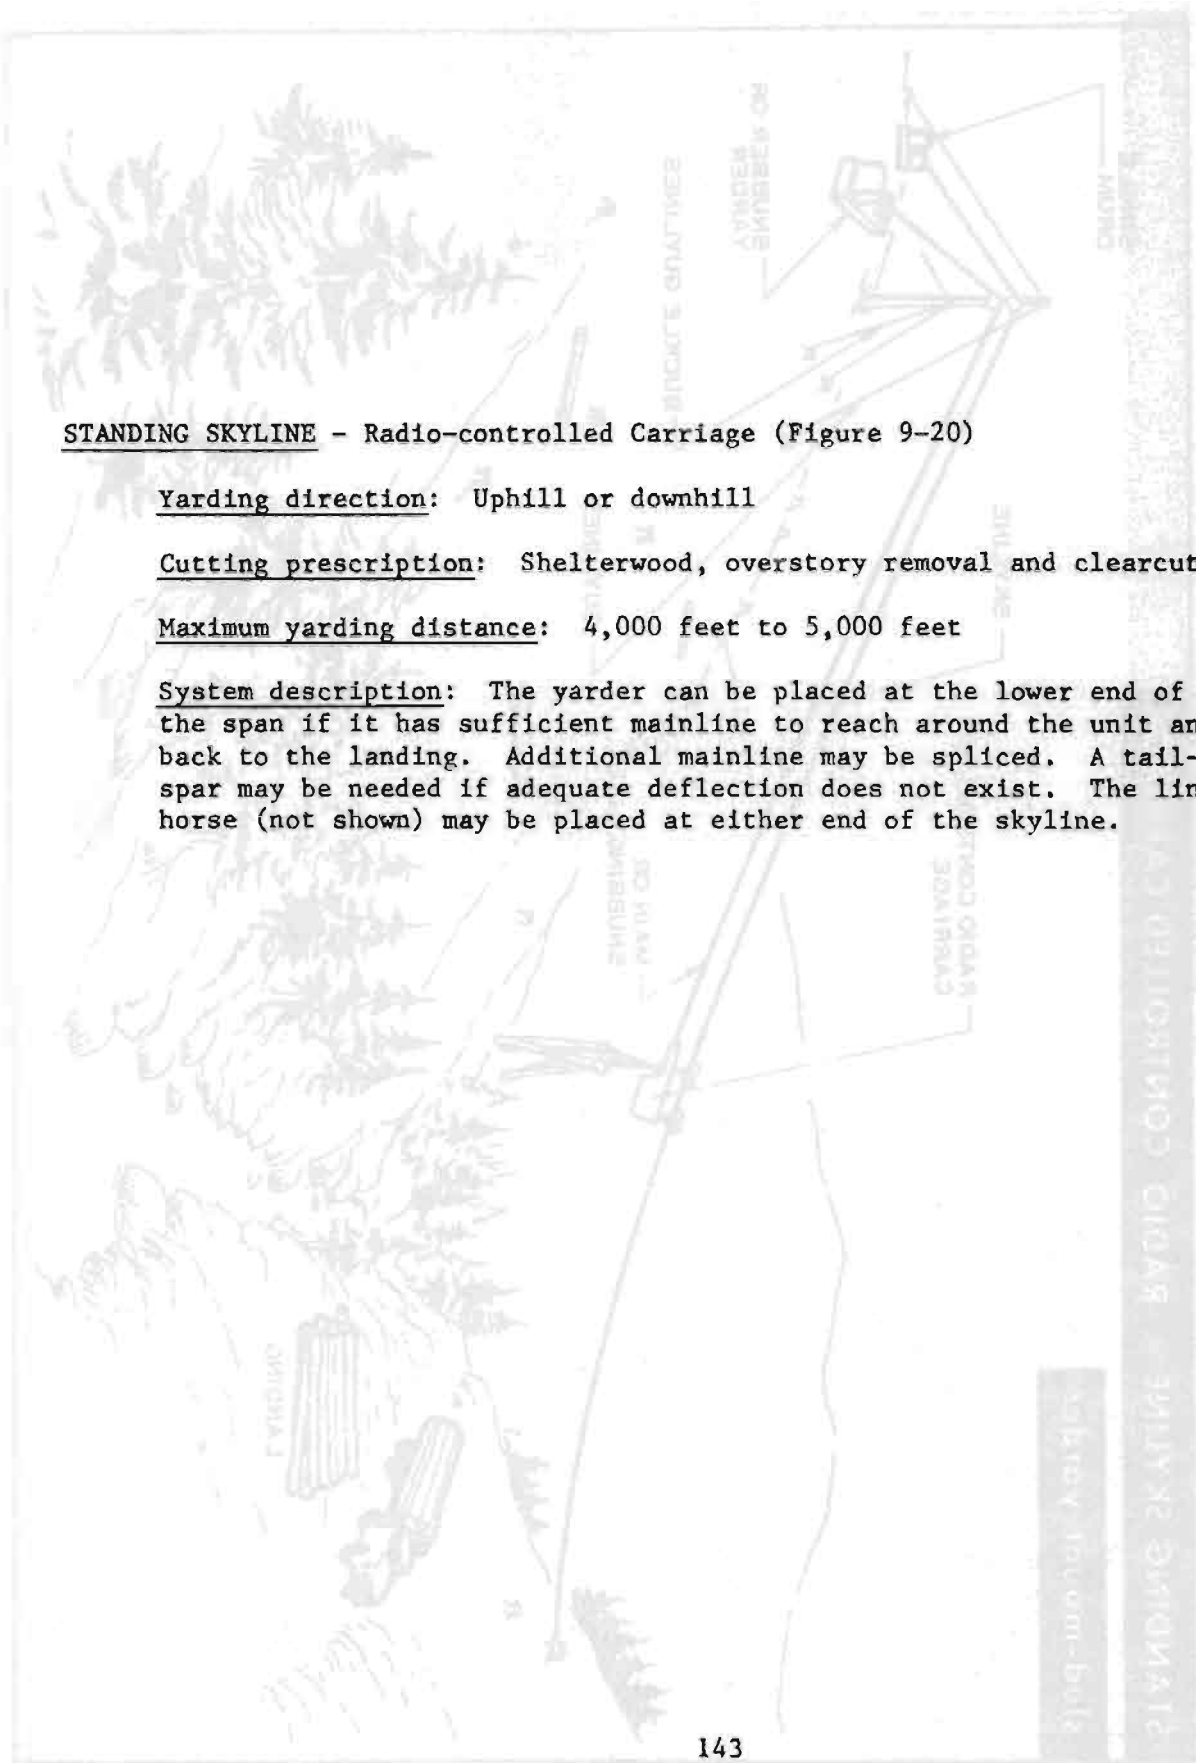 STANDING SKYLINE - Radio-controlled Carriage (Figure 9-20)
Yarding direction: Uphill or downhill
Cutting prescription: Shelterwood, overstory removal and clearcut
Maximum yarding distance: 4,000 feet to 5,000 feet
System description: The yarder can be placed at the lower end of
the span if it has sufficient mainline to reach around the unit an
back to the landing. Additional mainline may be spliced. A tail-
spar may be needed if adequate deflection does not exist. The lin
horse (not shown) may be placed at either end of the skyline.
143